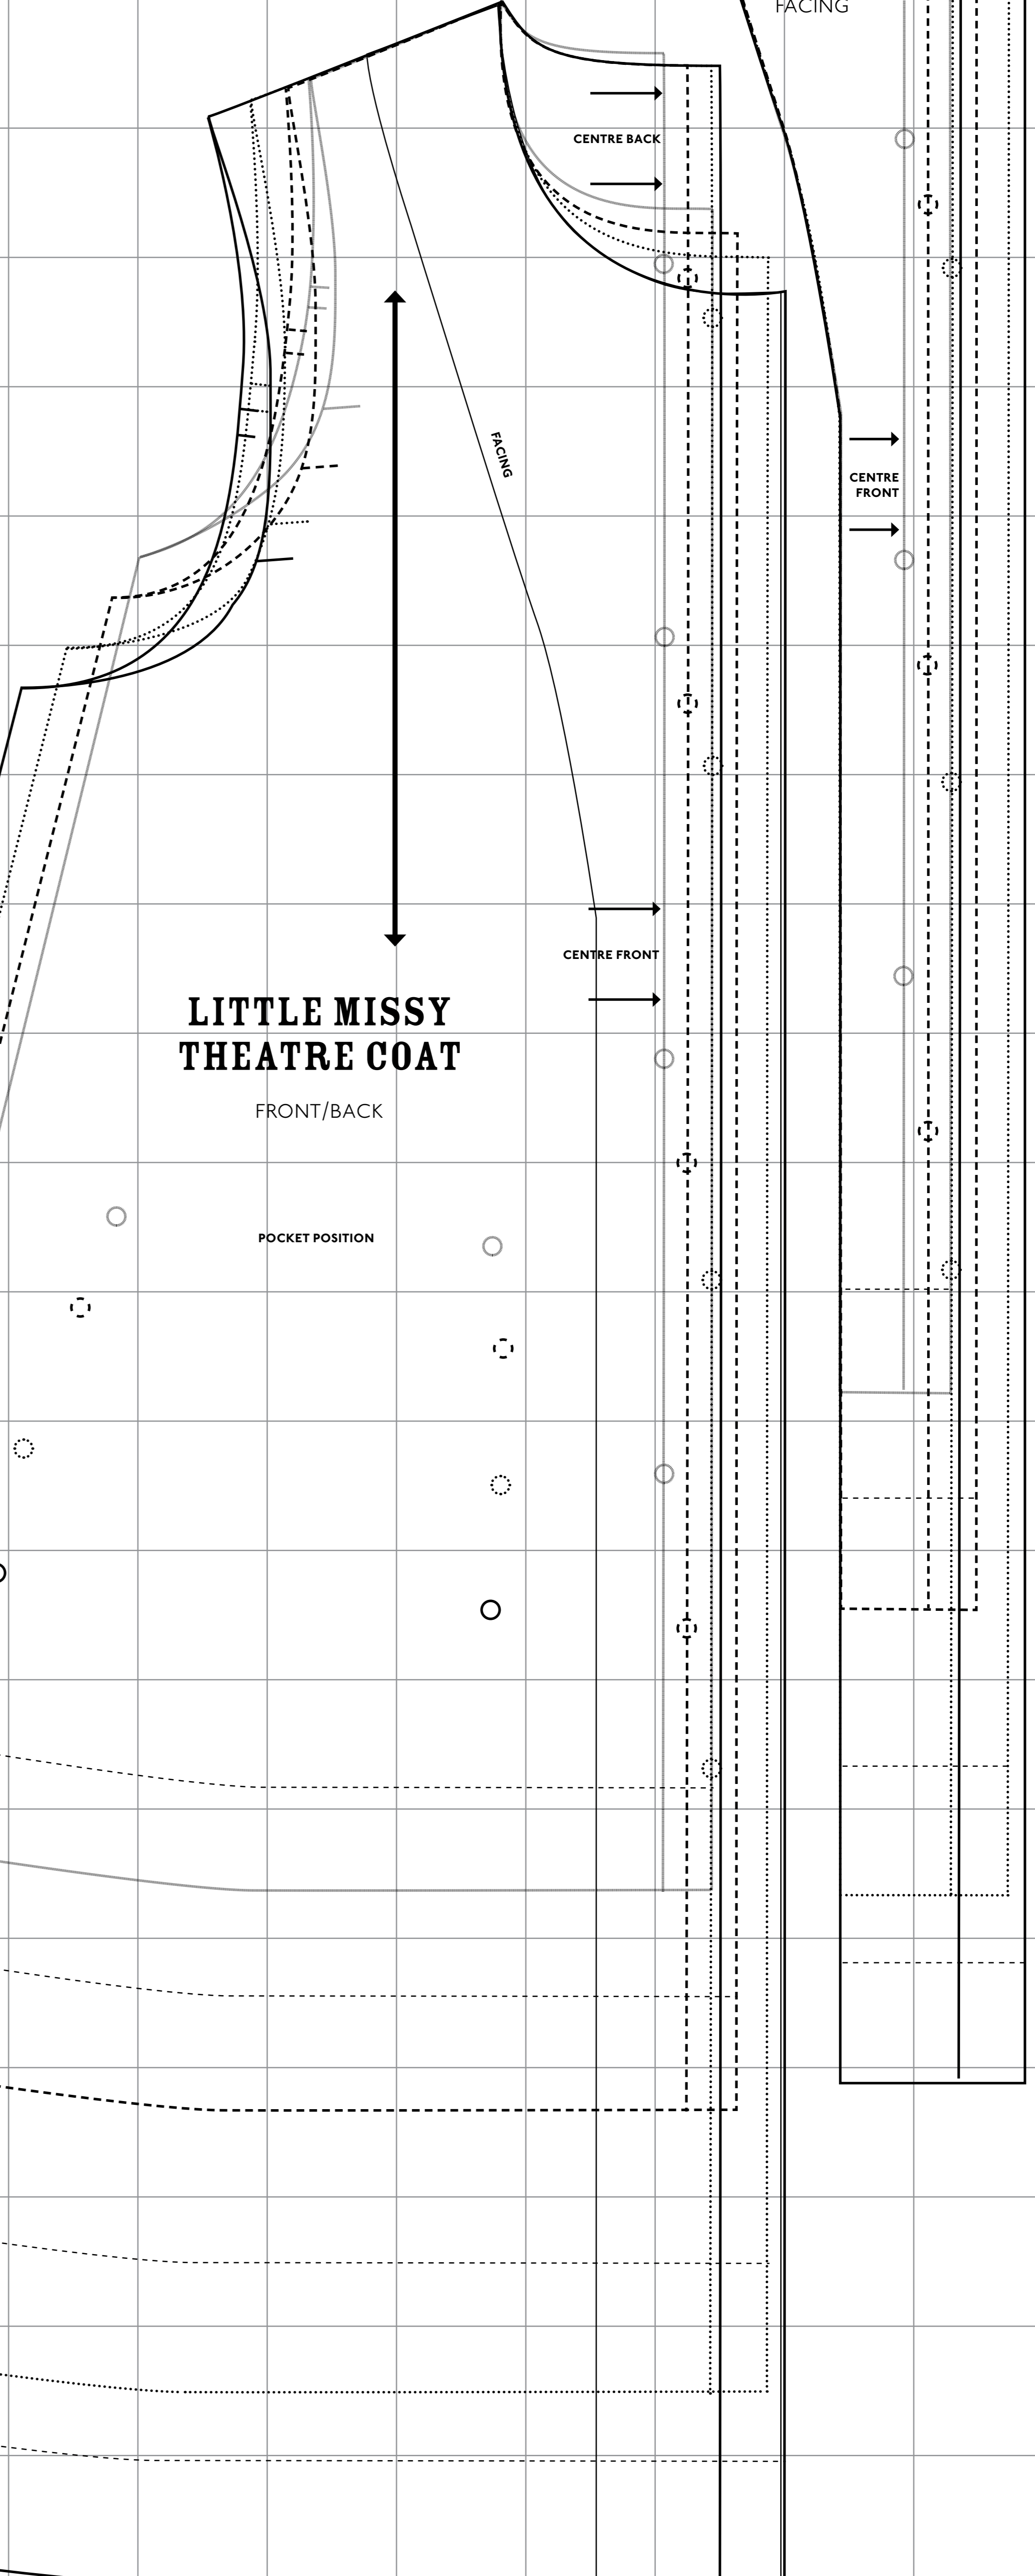 FACING
CENTRE BACK
FACING
CENTRE
FRONT
CENTRE FRONT
LITTLE MISSY
THEATRE COAT
FRONT/BACK
POCKET POSITION